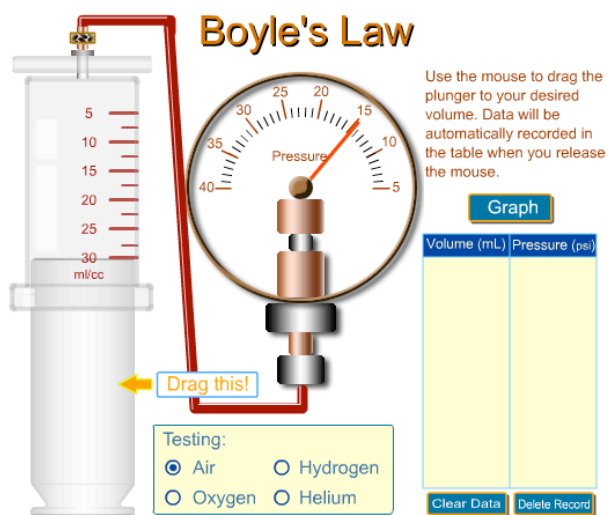 Boyle's Law
5
10
15
20
25
30
ml/cc
40
35
30
25
20
15
10
5
Pressure
Drag this!
Testing:
Air
Hydrogen
Oxygen
Helium
Use the mouse to drag the
plunger to your desired
volume. Data will be
automatically recorded in
the table when you release
the mouse.
Graph
Volume (mL) Pressure (psi)
Clear Data Delete Record